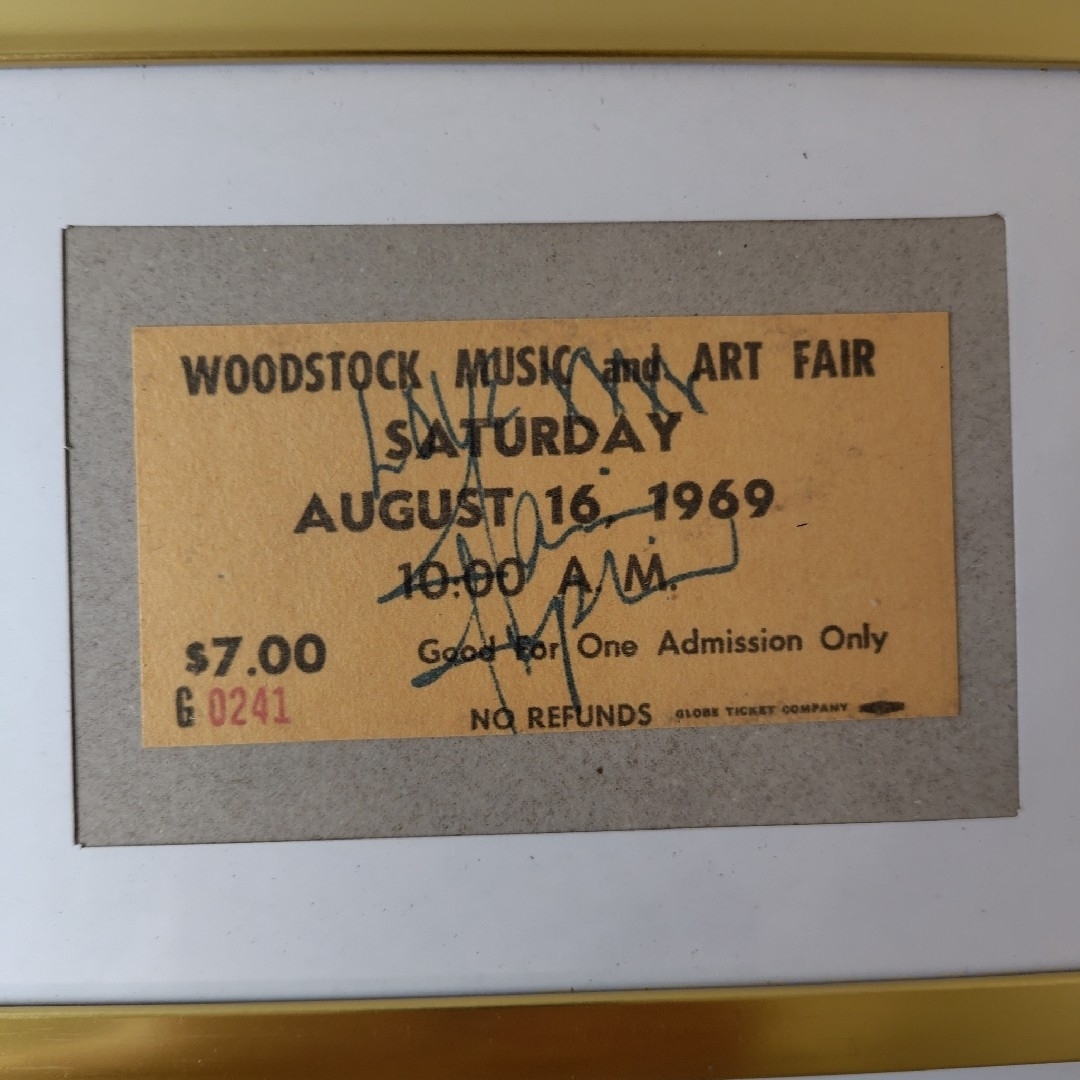 WOODSTOCK MUSIC and ART FAIR
SATURDAY
AUGUST 16, 1969
10:00 A. M.
$7.00 Good For One Admission Only
G 0241
NO REFUNDS GLOBE TICKET COMPANY